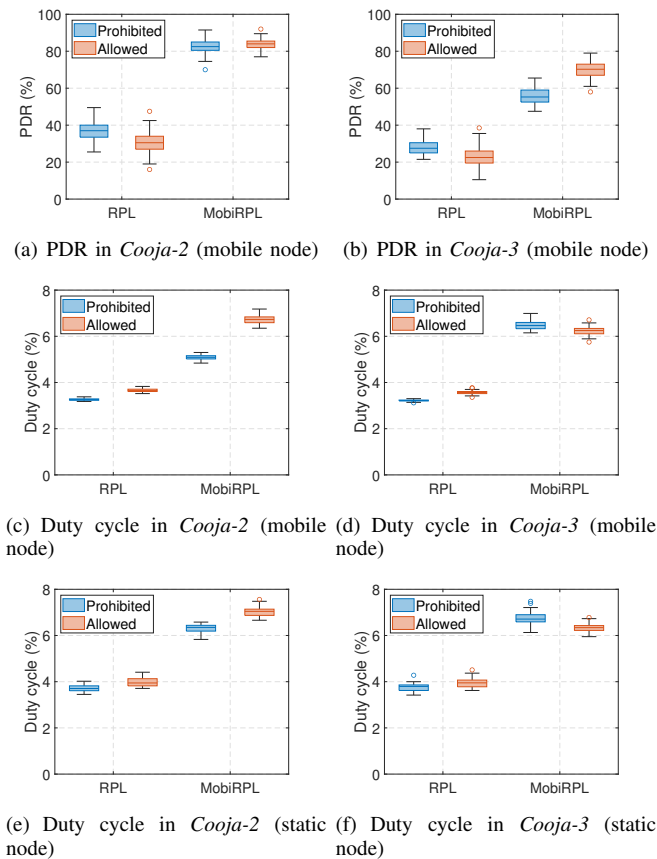 100
80
60
40
20
0
PDR (%)
Prohibited
Allowed
RPL
MobiRPL
(a) PDR in Cooja-2 (mobile node)
100
80
60
40
20
0
PDR (%)
Prohibited
Allowed
RPL
MobiRPL
(b) PDR in Cooja-3 (mobile node)
8
6
4
2
0
Duty cycle (%)
Prohibited
Allowed
RPL
MobiRPL
(c) Duty cycle in Cooja-2 (mobile
node)
8
6
4
2
0
Duty cycle (%)
Prohibited
Allowed
RPL
MobiRPL
(d) Duty cycle in Cooja-3 (mobile
node)
8
6
4
2
0
Duty cycle (%)
Prohibited
Allowed
RPL
MobiRPL
(e) Duty cycle in Cooja-2 (static
node)
8
6
4
2
0
Duty cycle (%)
Prohibited
Allowed
RPL
MobiRPL
(f) Duty cycle in Cooja-3 (static
node)